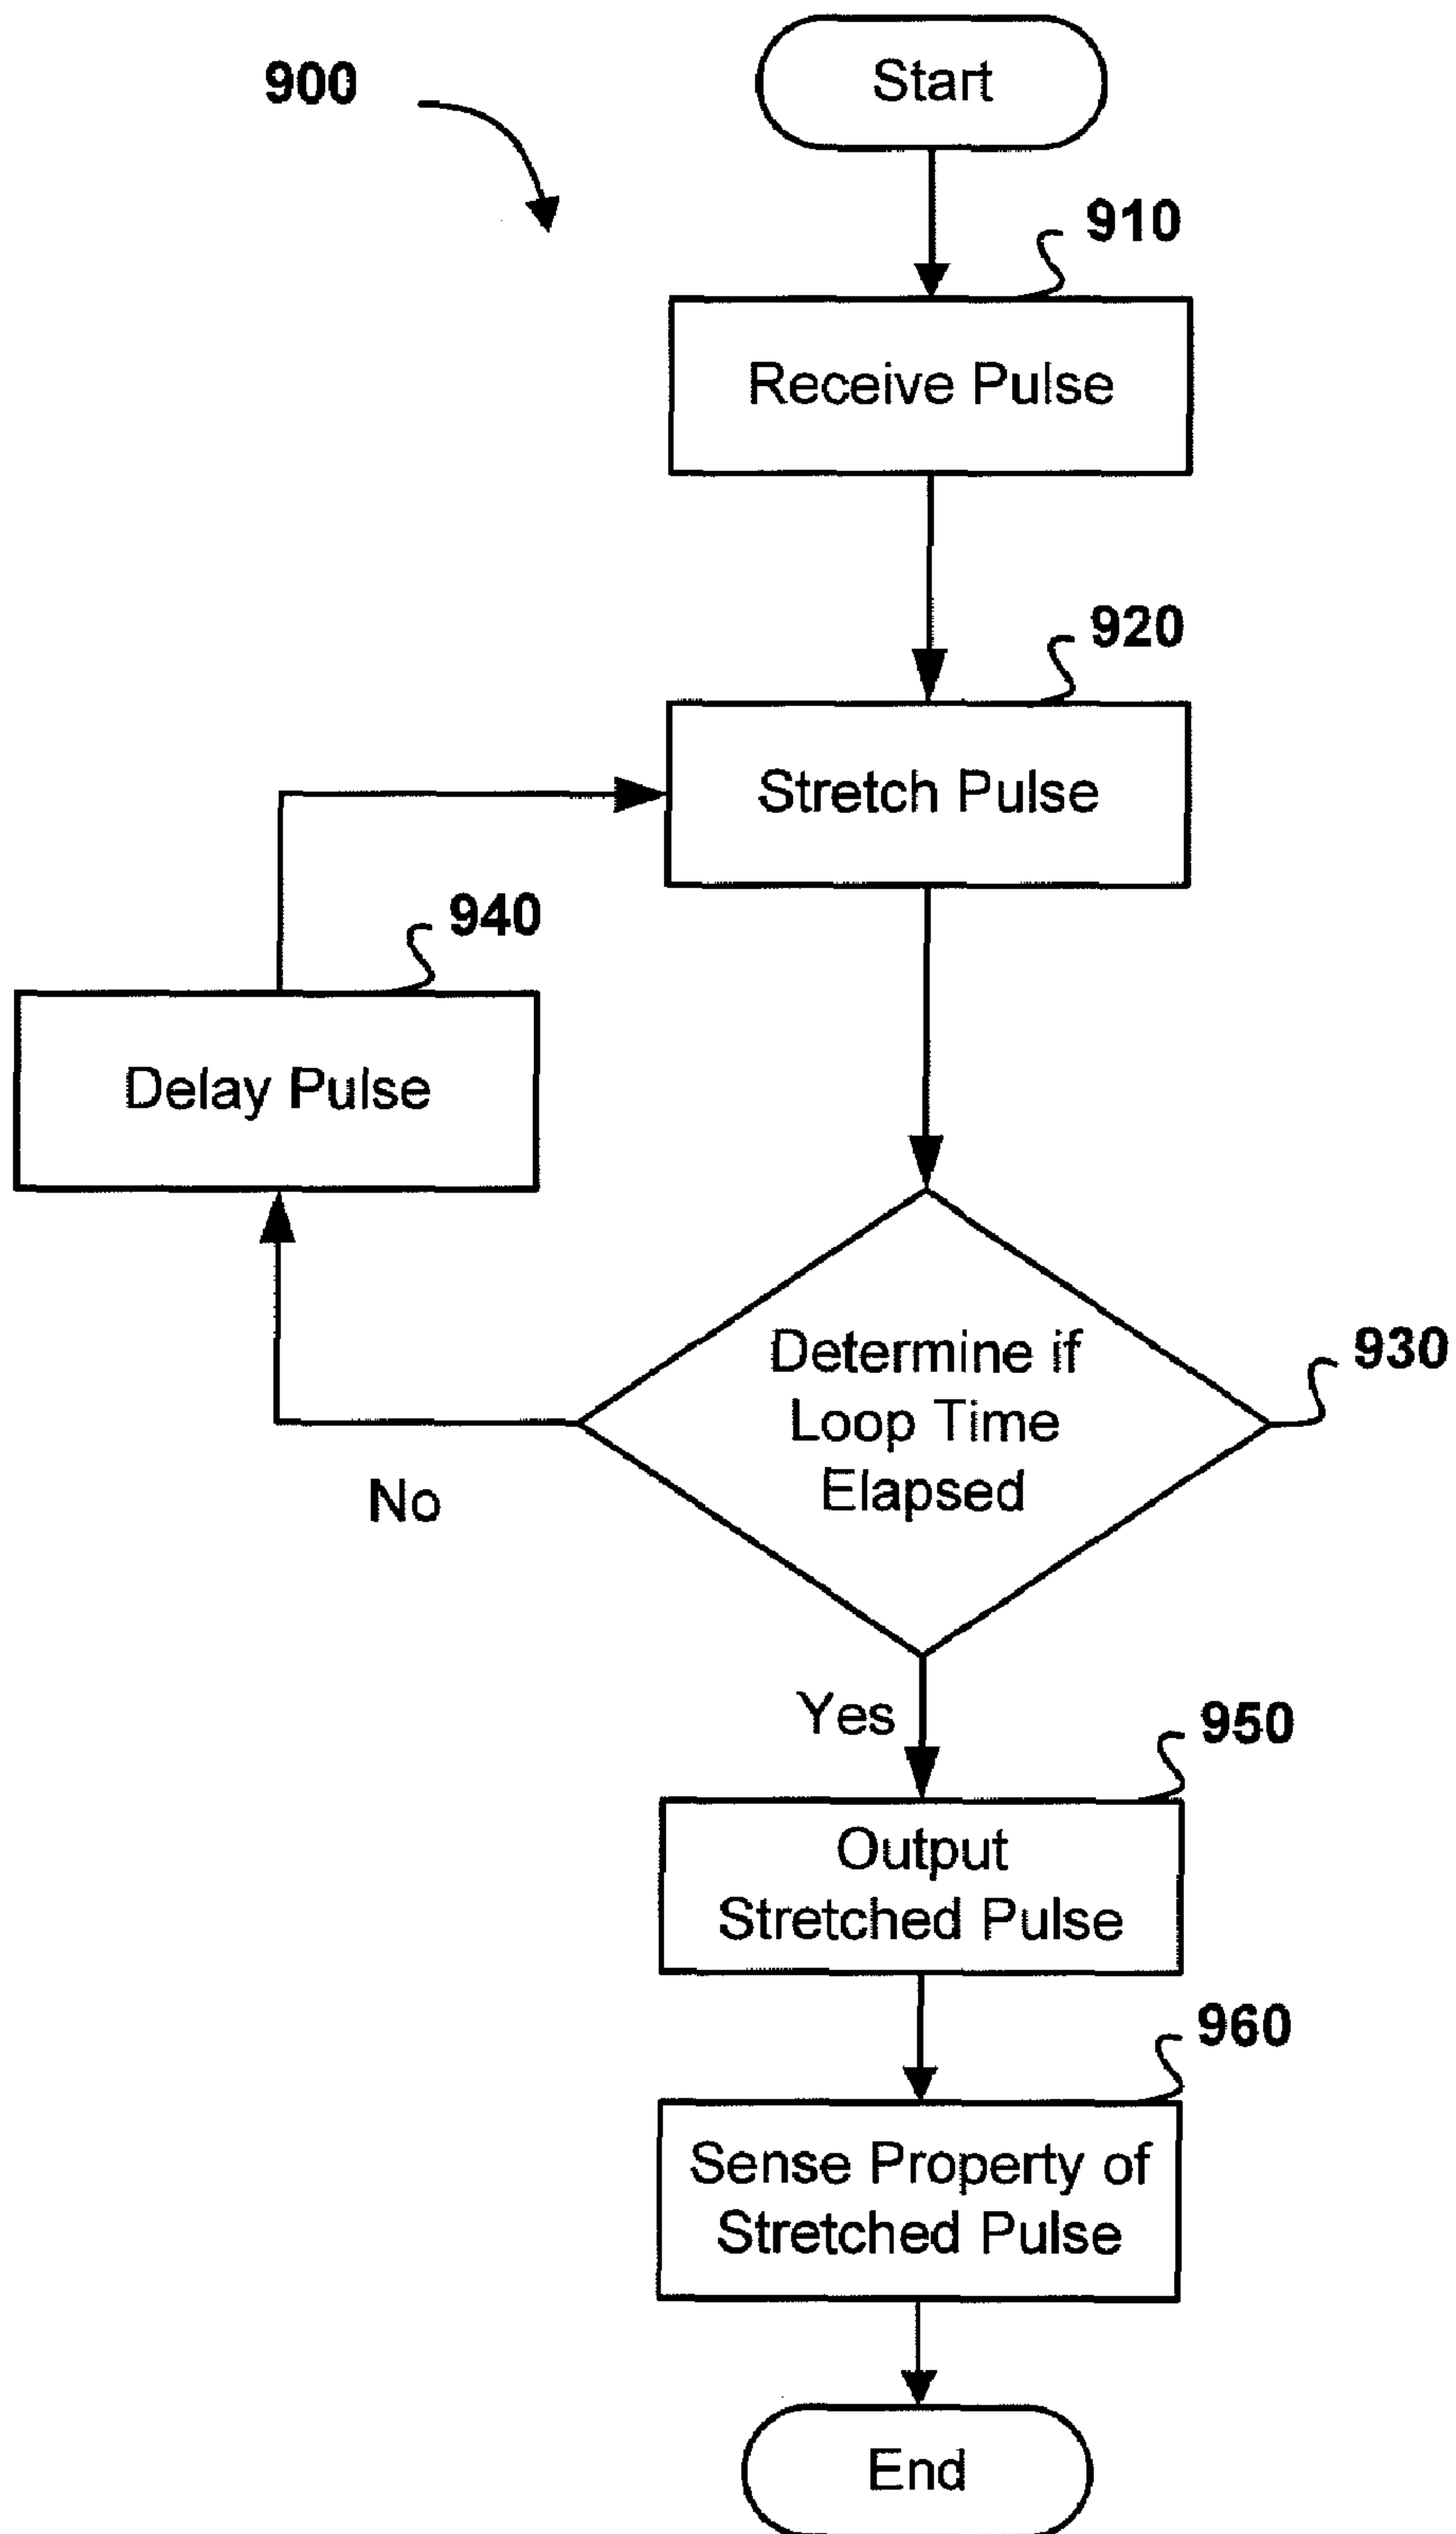 900
Start
910
Receive Pulse
920
Stretch Pulse
940
Delay Pulse
Determine if
Loop Time
Elapsed
930
No
Yes
950
Output
Stretched Pulse
960
Sense Property of
Stretched Pulse
End